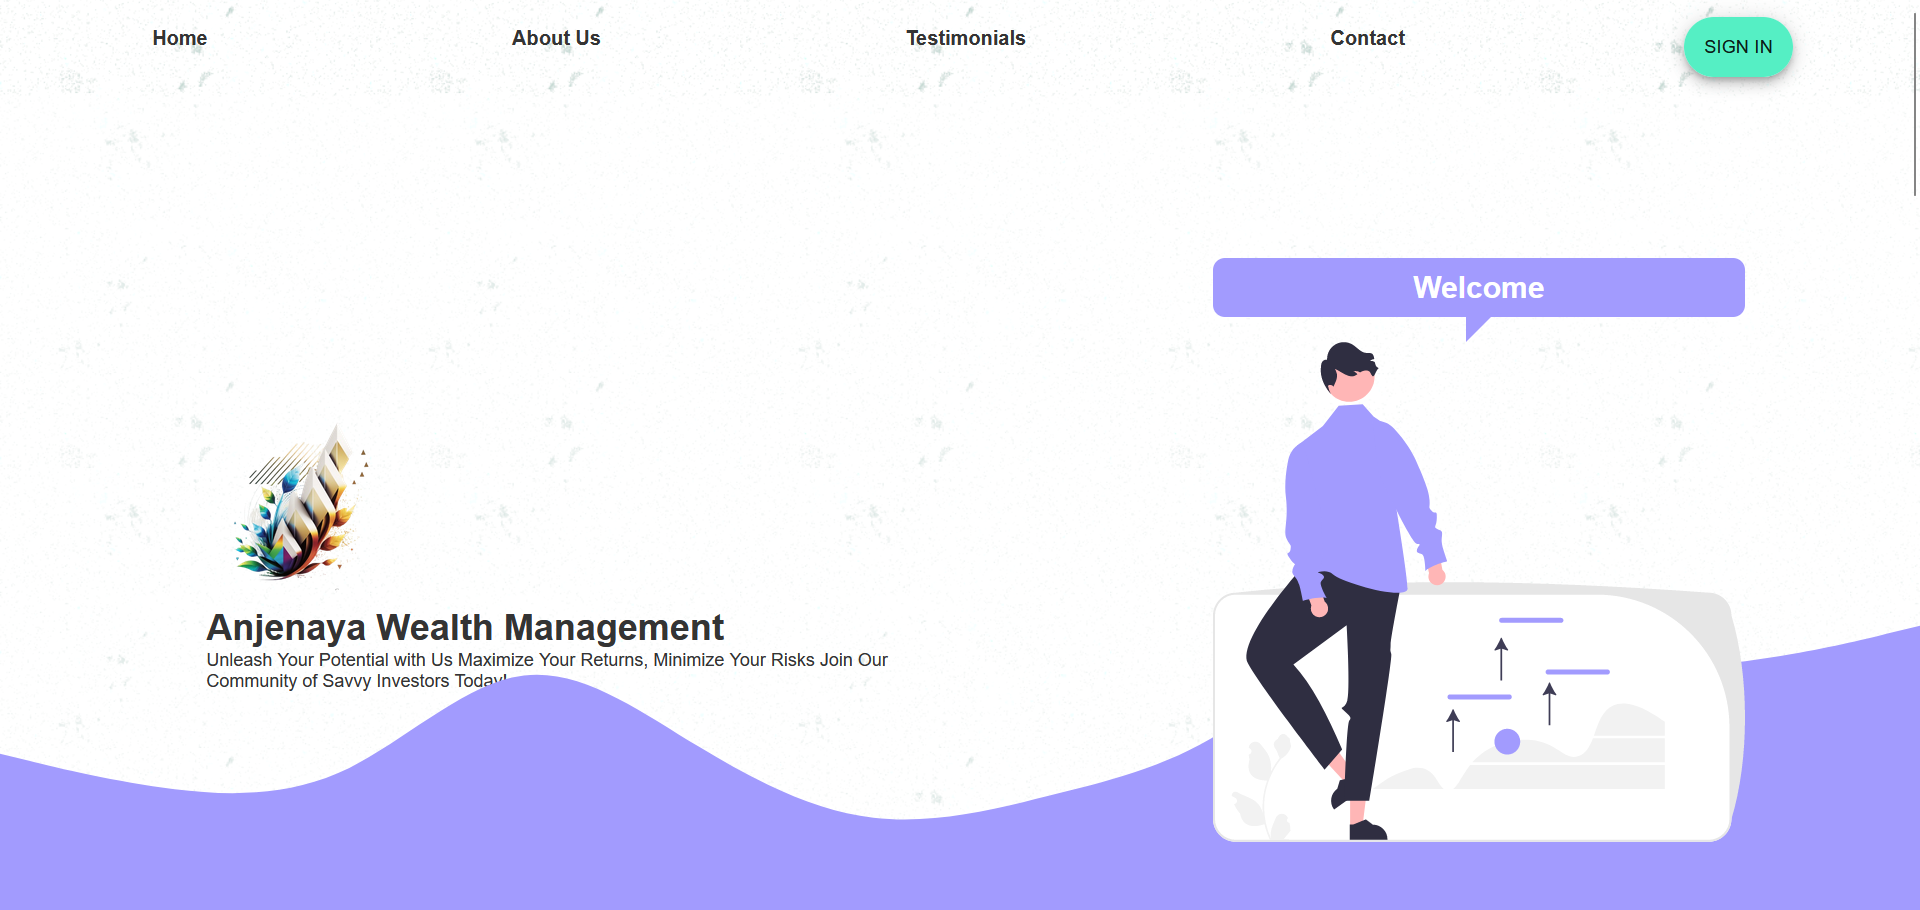 Home
About Us
Testimonials
Contact
SIGN IN
Welcome
Anjenaya Wealth Management
Unleash Your Potential with Us Maximize Your Returns, Minimize Your Risks Join Our
Community of Savvy Investors Today!